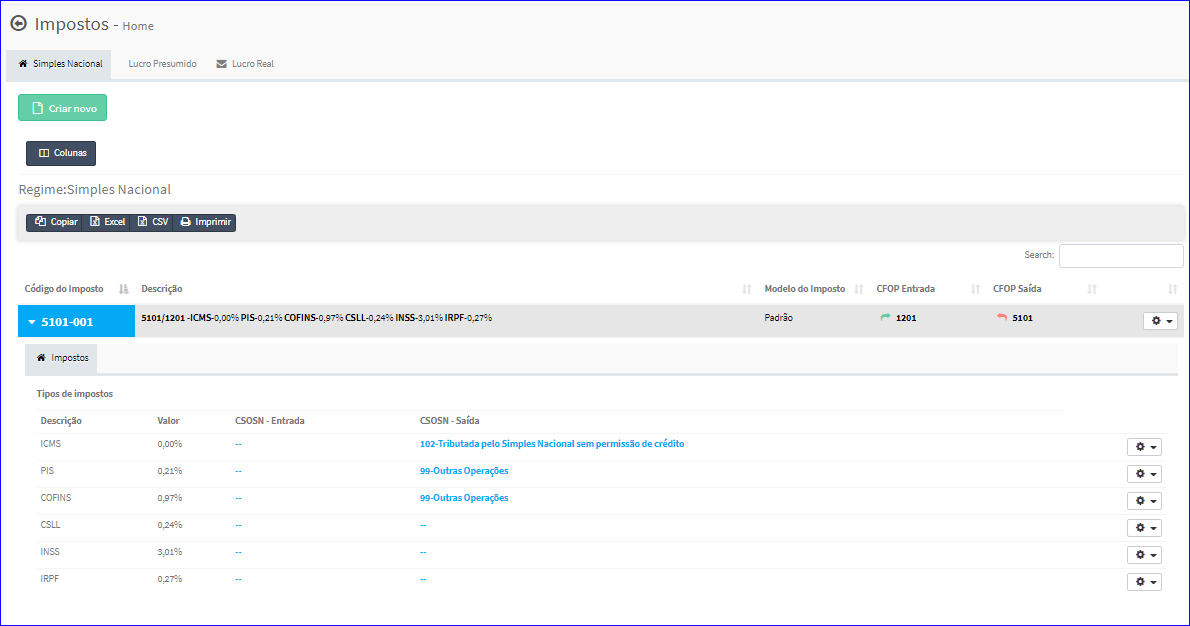 Impostos - Home
Simples Nacional Lucro Presumido Lucro Real
Criar novo
Colunas
Regime:Simples Nacional
Copiar Excel CSV Imprimir
Search:
Código do Imposto Descrição Modelo do Imposto CFOP Entrada CFOP Saída
5101-001 5101/1201 -ICMS-0,00% PIS-0,21% COFINS-0,97% CSLL-0,24% INSS-3,01% IRPF-0,27% Padrão 1201 5101
Impostos
Tipos de impostos
Descrição Valor CSOSN - Entrada CSOSN - Saída
ICMS 0,00% -- 102-Tributada pelo Simples Nacional sem permissão de crédito
PIS 0,21% -- 99-Outras Operações
COFINS 0,97% -- 99-Outras Operações
CSLL 0,24% -- --
INSS 3,01% -- --
IRPF 0,27% -- --